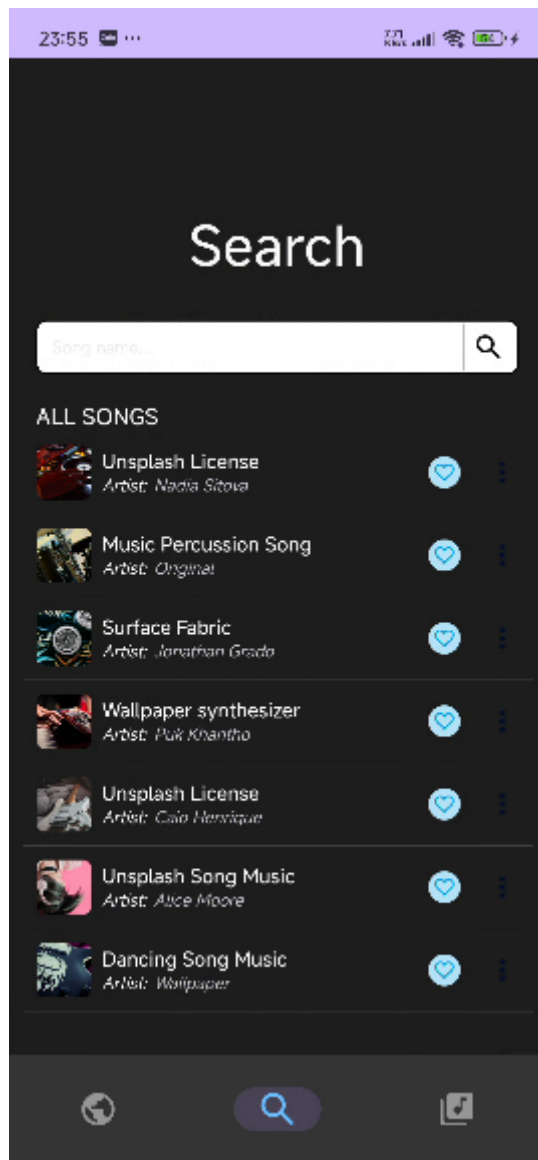 23:55
Search
Song name...
ALL SONGS
Unsplash License
Artist: Nadia Sitova
Music Percussion Song
Artist: Original
Surface Fabric
Artist: Jonathan Grado
Wallpaper synthesizer
Artist: Puk Khantho
Unsplash License
Artist: Caio Henrique
Unsplash Song Music
Artist: Alice Moore
Dancing Song Music
Artist: Wallpaper